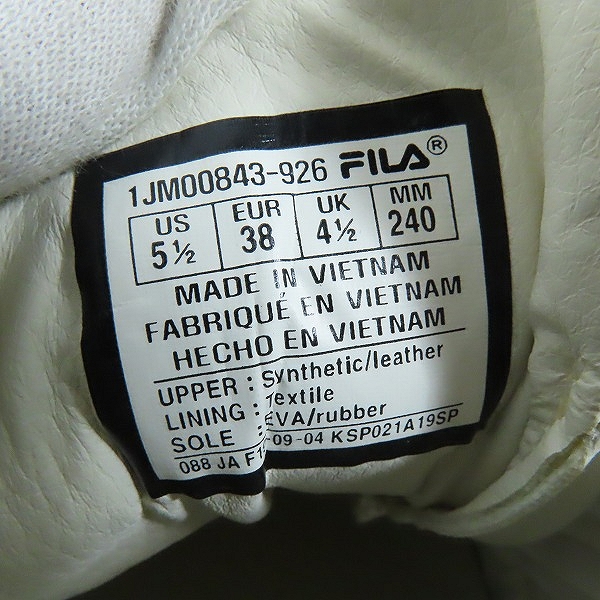 1JM00843-926 FILA®
US EUR UK MM
5½ 38 4½ 240
MADE IN VIETNAM
FABRIQUÉ EN VIETNAM
HECHO EN VIETNAM
UPPER : Synthetic/leather
LINING : Textile
SOLE : EVA/rubber
088 JA -09-04 KSP021A19SP